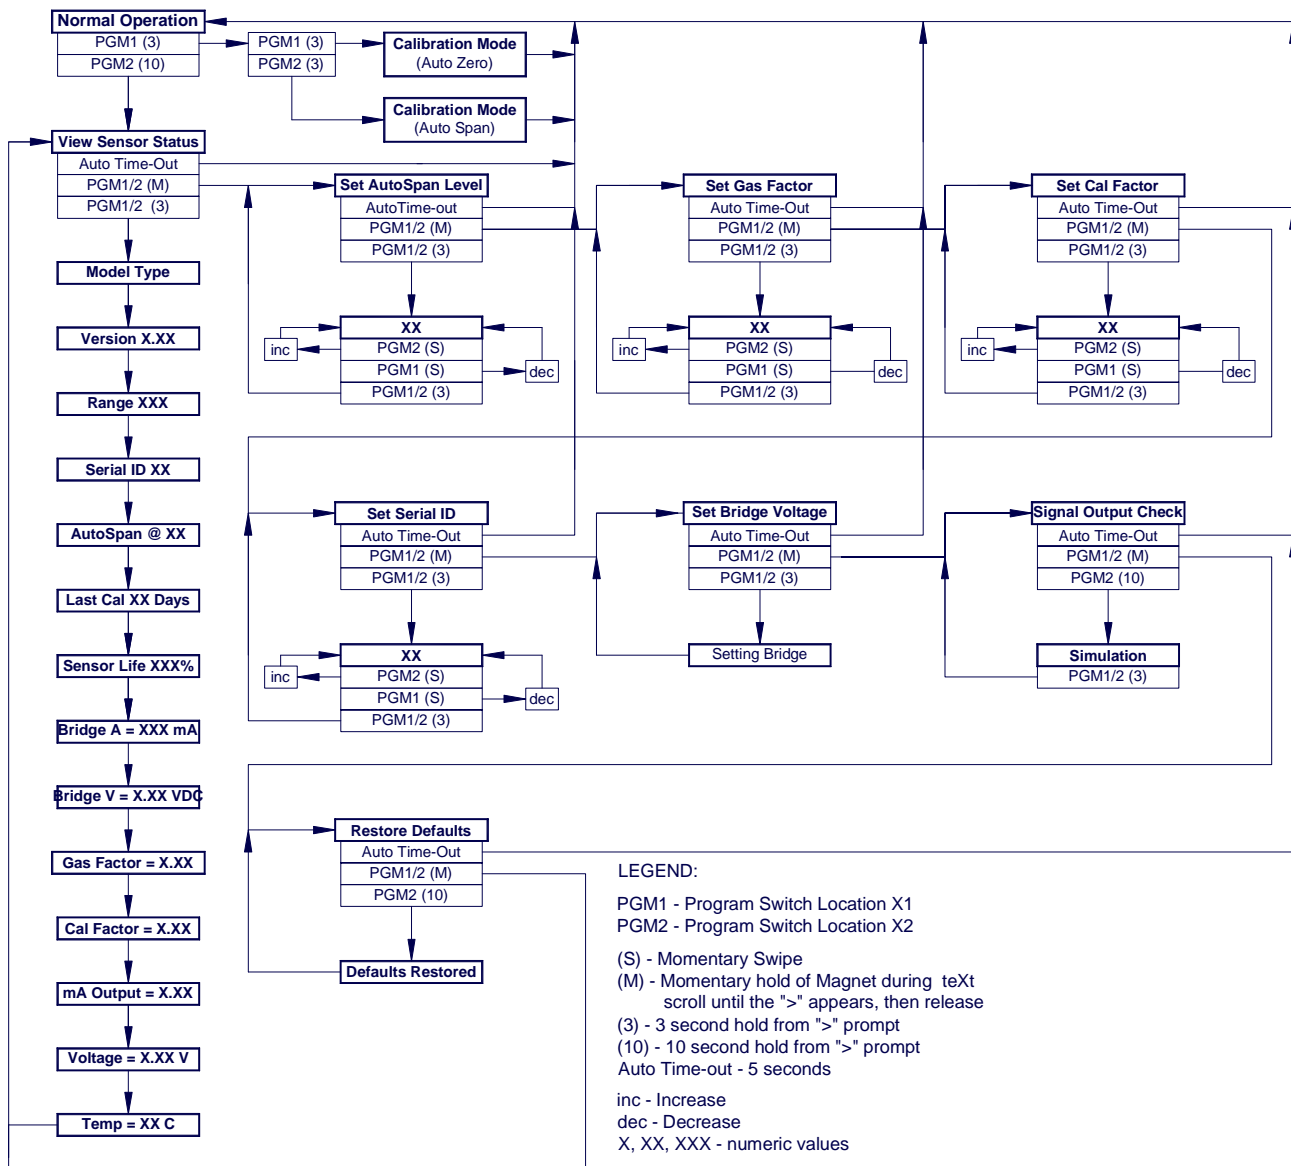 Normal Operation
PGM1 (3)
PGM2 (10)
PGM1 (3)
PGM2 (3)
Calibration Mode
(Auto Zero)
Calibration Mode
(Auto Span)
View Sensor Status
Auto Time-Out
PGM1/2 (M)
PGM1/2 (3)
Model Type
Version X.XX
Range XXX
Serial ID XX
AutoSpan @ XX
Last Cal XX Days
Sensor Life XXX%
Bridge A = XXX mA
Bridge V = X.XX VDC
Gas Factor = X.XX
Cal Factor = X.XX
mA Output = X.XX
Voltage = X.XX V
Temp = XX C
Set AutoSpan Level
AutoTime-out
PGM1/2 (M)
PGM1/2 (3)
XX
PGM2 (S)
PGM1 (S)
PGM1/2 (3)
inc
dec
Set Gas Factor
Auto Time-Out
PGM1/2 (M)
PGM1/2 (3)
XX
PGM2 (S)
PGM1 (S)
PGM1/2 (3)
inc
dec
Set Cal Factor
Auto Time-Out
PGM1/2 (M)
PGM1/2 (3)
XX
PGM2 (S)
PGM1 (S)
PGM1/2 (3)
inc
dec
Set Serial ID
Auto Time-Out
PGM1/2 (M)
PGM1/2 (3)
XX
PGM2 (S)
PGM1 (S)
PGM1/2 (3)
inc
dec
Set Bridge Voltage
Auto Time-Out
PGM1/2 (M)
PGM1/2 (3)
Setting Bridge
Signal Output Check
Auto Time-Out
PGM1/2 (M)
PGM2 (10)
Simulation
PGM1/2 (3)
Restore Defaults
Auto Time-Out
PGM1/2 (M)
PGM2 (10)
Defaults Restored
LEGEND:
PGM1 - Program Switch Location X1
PGM2 - Program Switch Location X2
(S) - Momentary Swipe
(M) - Momentary hold of Magnet during teXt
scroll until the ">" appears, then release
(3) - 3 second hold from ">" prompt
(10) - 10 second hold from ">" prompt
Auto Time-out - 5 seconds
inc - Increase
dec - Decrease
X, XX, XXX - numeric values